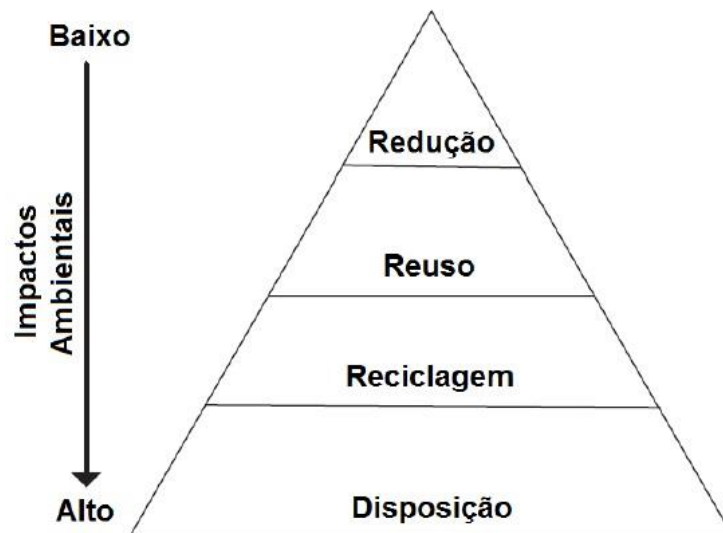 Baixo
Redução
Reuso
Impactos
Ambientais
Reciclagem
Alto
Disposição